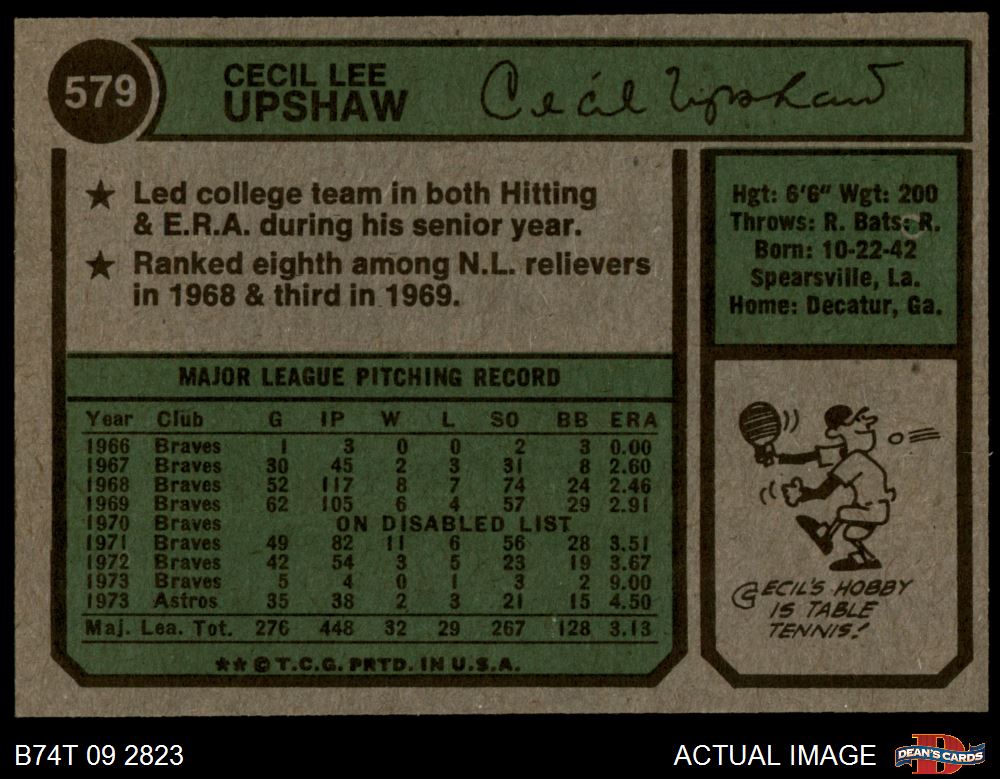 579
CECIL LEE
UPSHAW
Cecil Upshaw
★ Led college team in both Hitting
& E.R.A. during his senior year.
★ Ranked eighth among N.L. relievers
in 1968 & third in 1969.
Hgt: 6'6" Wgt: 200
Throws: R. Bats: R.
Born: 10-22-42
Spearsville, La.
Home: Decatur, Ga.
MAJOR LEAGUE PITCHING RECORD
Year Club G IP W L SO BB ERA
1966 Braves 1 3 0 0 2 3 0.00
1967 Braves 30 45 2 3 31 8 2.60
1968 Braves 52 117 8 7 74 24 2.46
1969 Braves 62 105 6 4 57 29 2.91
1970 Braves ON DISABLED LIST
1971 Braves 49 82 11 6 56 28 3.51
1972 Braves 42 54 3 5 23 19 3.67
1973 Braves 5 4 0 1 3 2 9.00
1973 Astros 35 38 2 3 21 15 4.50
Maj. Lea. Tot. 276 448 32 29 267 128 3.13
★★©T.C.G. PRTD. IN U.S.A.
CECIL'S HOBBY
IS TABLE
TENNIS!
B74T 09 2823
ACTUAL IMAGE
DEAN'S CARDS